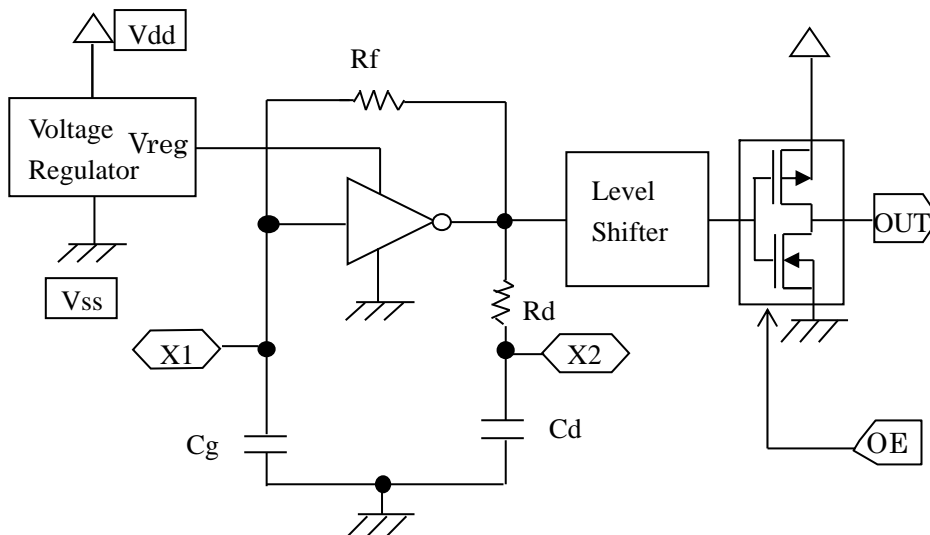 Vdd
Rf
Voltage
Vreg
Regulator
Level
Shifter
OUT
Vss
Rd
X1
X2
Cg
Cd
OE